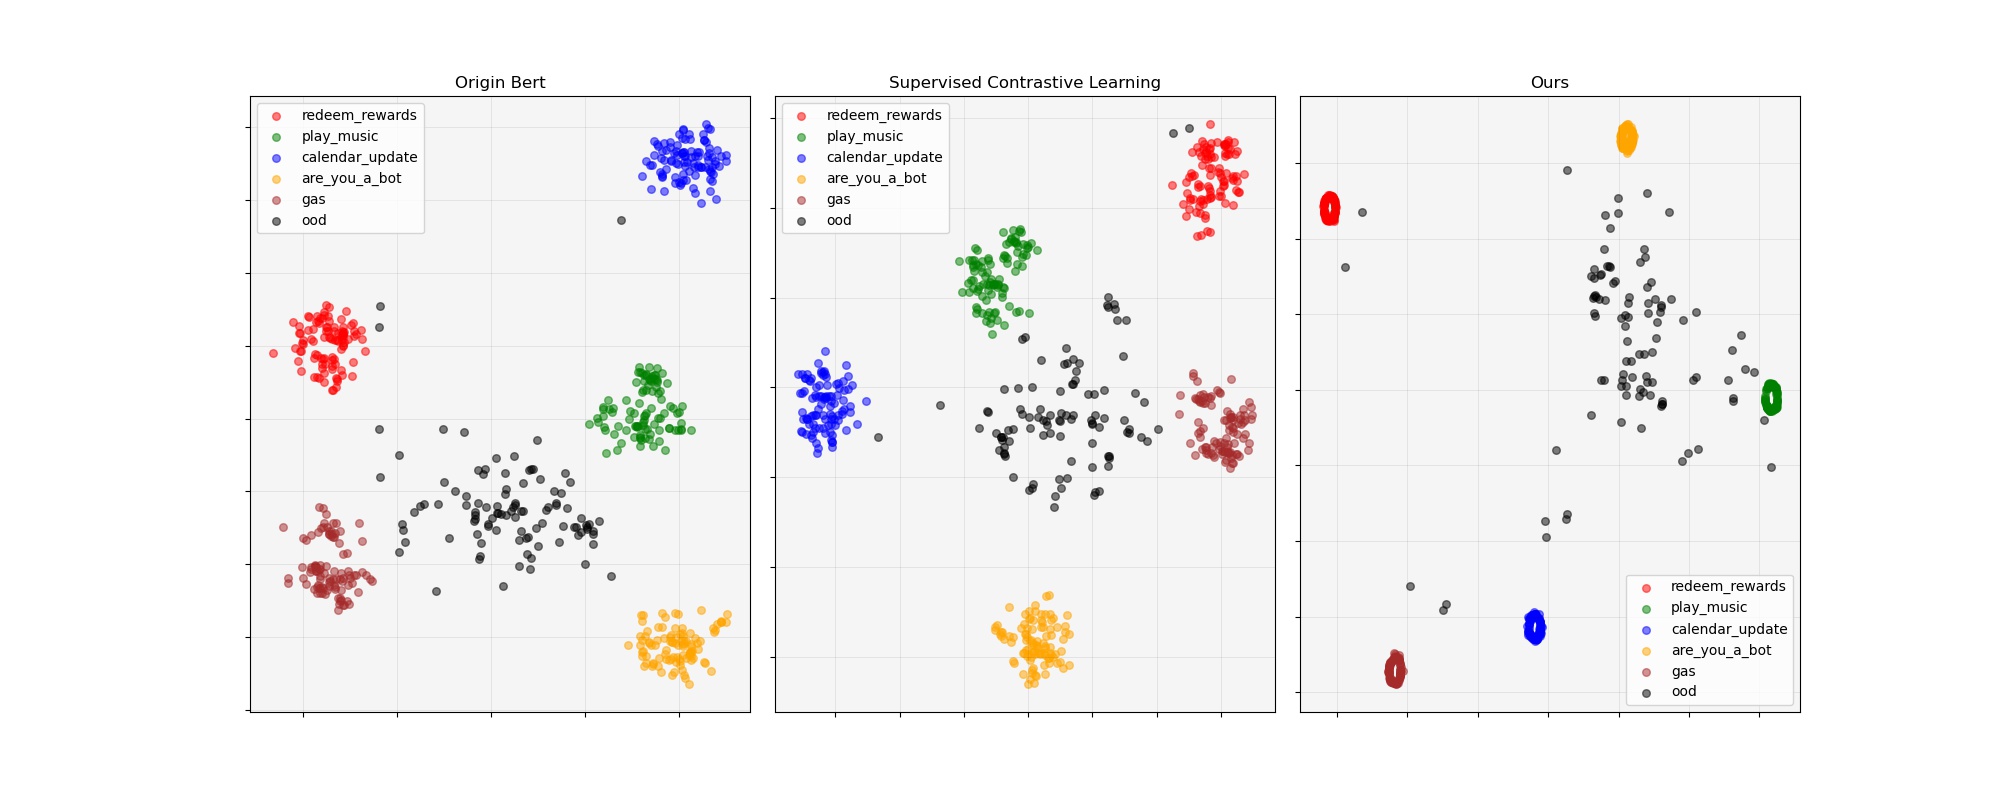 Origin Bert
redeem_rewards
play_music
calendar_update
are_you_a_bot
gas
ood
Supervised Contrastive Learning
redeem_rewards
play_music
calendar_update
are_you_a_bot
gas
ood
Ours
redeem_rewards
play_music
calendar_update
are_you_a_bot
gas
ood